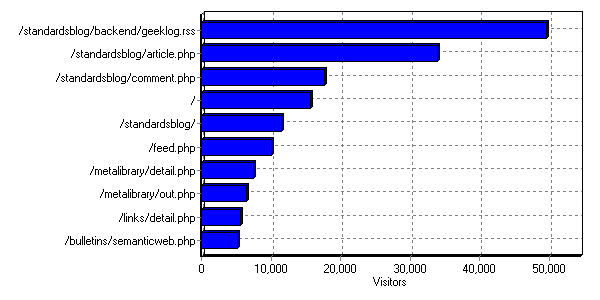 /standardsblog/backend/geeklog.rss
/standardsblog/article.php
/standardsblog/comment.php
/
/standardsblog/
/feed.php
/metalibrary/detail.php
/metalibrary/out.php
/links/detail.php
/bulletins/semanticweb.php
0 10,000 20,000 30,000 40,000 50,000
Visitors